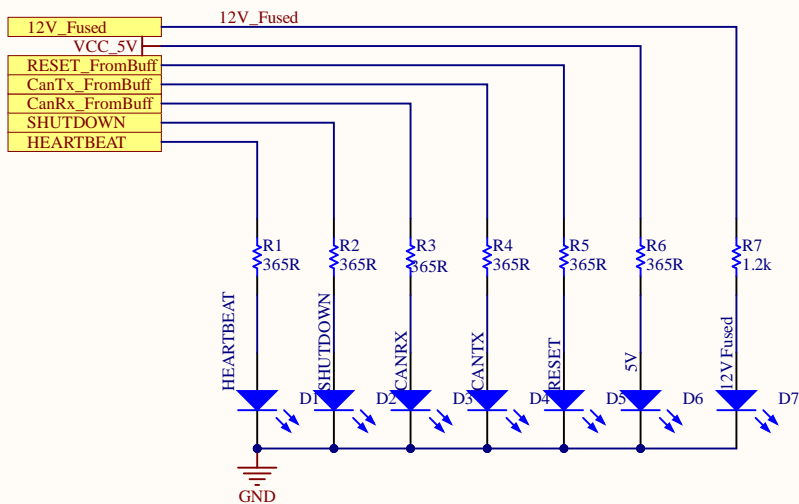 12V_Fused
12V_Fused
VCC_5V
RESET_FromBuff
CanTx_FromBuff
CanRx_FromBuff
SHUTDOWN
HEARTBEAT
R1
365R
R2
365R
R3
365R
R4
365R
R5
365R
R6
365R
R7
1.2k
HEARTBEAT
SHUTDOWN
CANRX
CANTX
RESET
5V
12V Fused
D1
D2
D3
D4
D5
D6
D7
GND